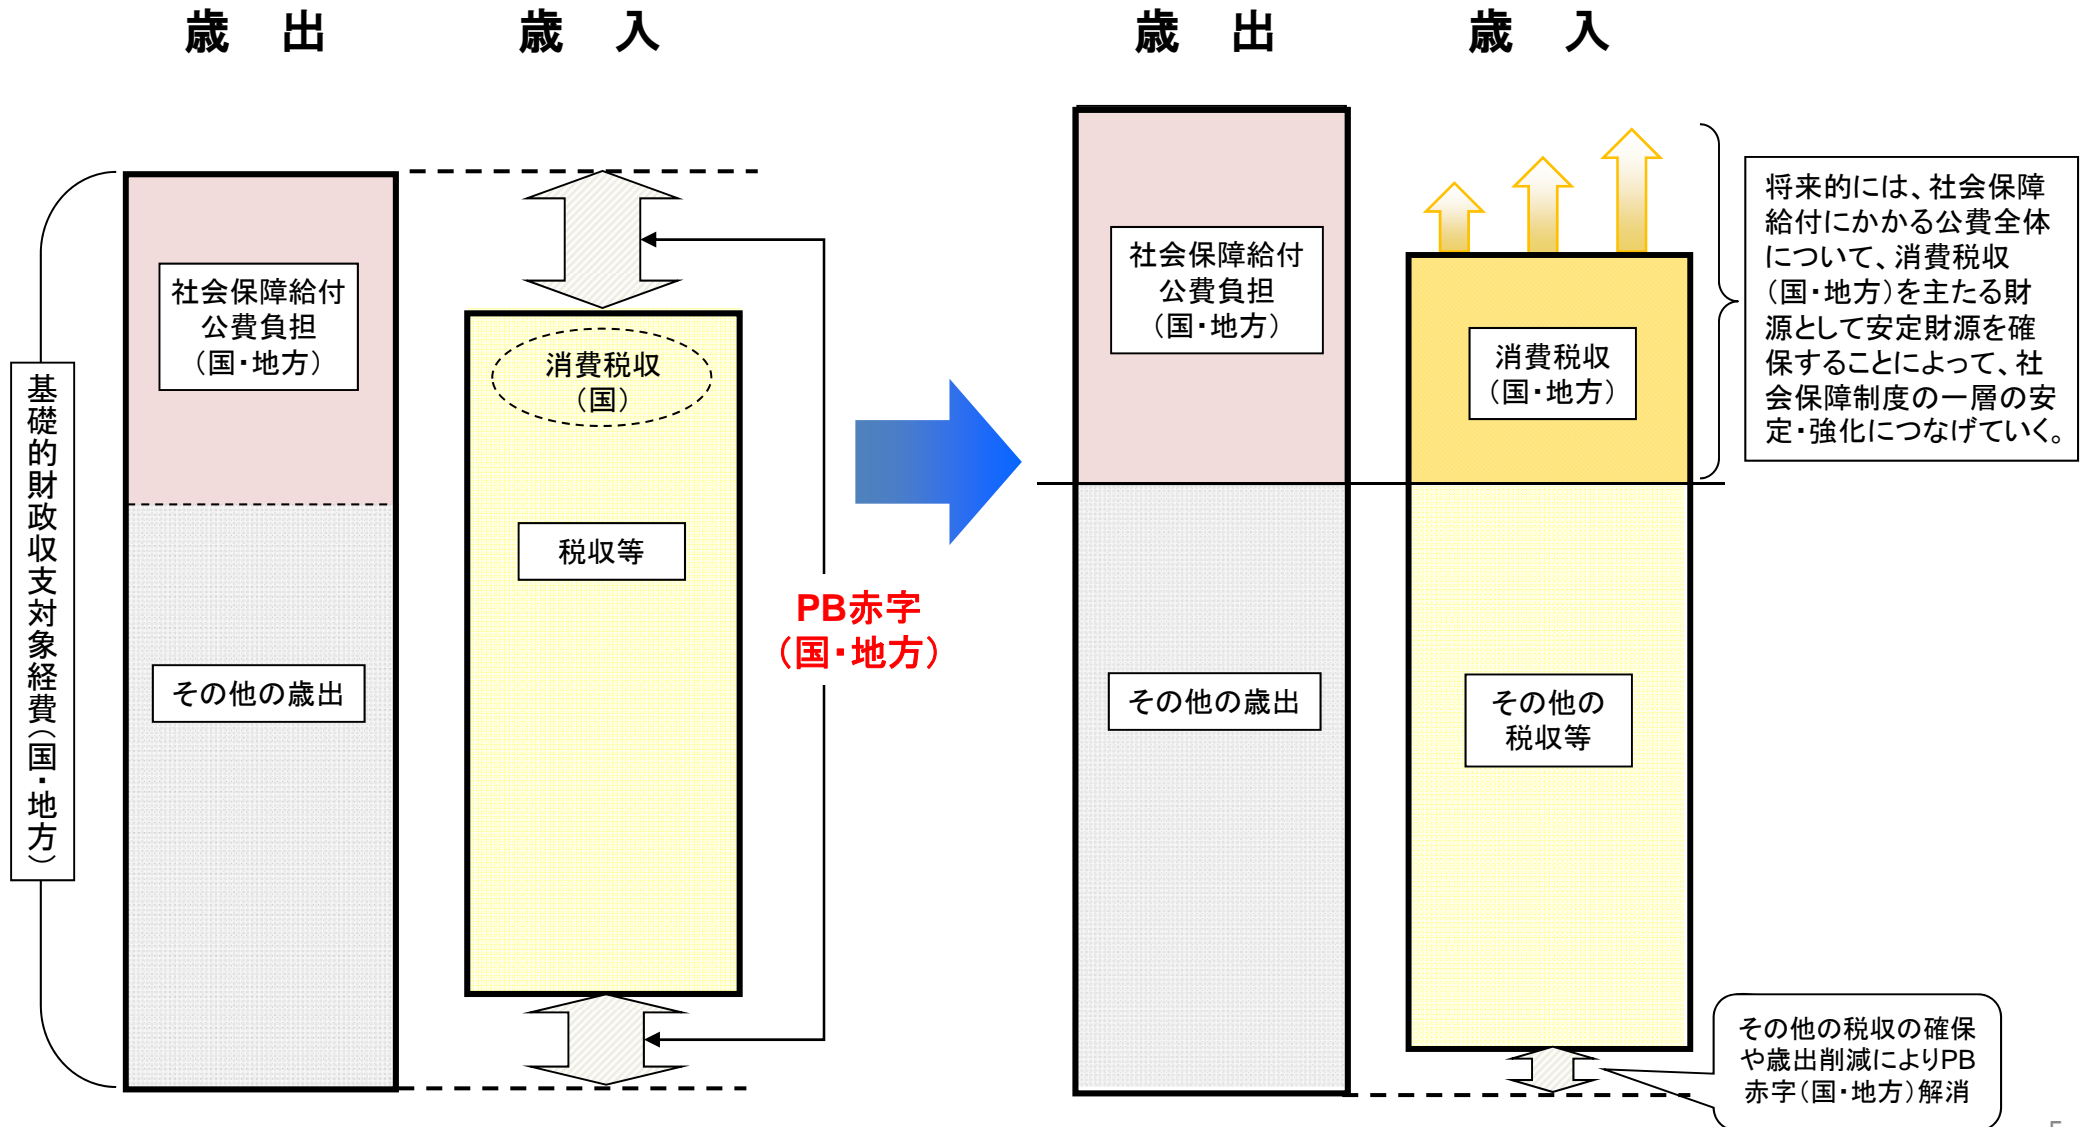 歳 出
歳 入
基礎的財政収支対象経費(国・地方)
社会保障給付
公費負担
(国・地方)
その他の歳出
消費税収
(国)
税収等
PB赤字
(国・地方)
歳 出
歳 入
社会保障給付
公費負担
(国・地方)
その他の歳出
消費税収
(国・地方)
その他の
税収等
将来的には、社会保障
給付にかかる公費全体
について、消費税収
(国・地方)を主たる財
源として安定財源を確
保することによって、社
会保障制度の一層の安
定・強化につなげていく。
その他の税収の確保
や歳出削減によりPB
赤字(国・地方)解消
5